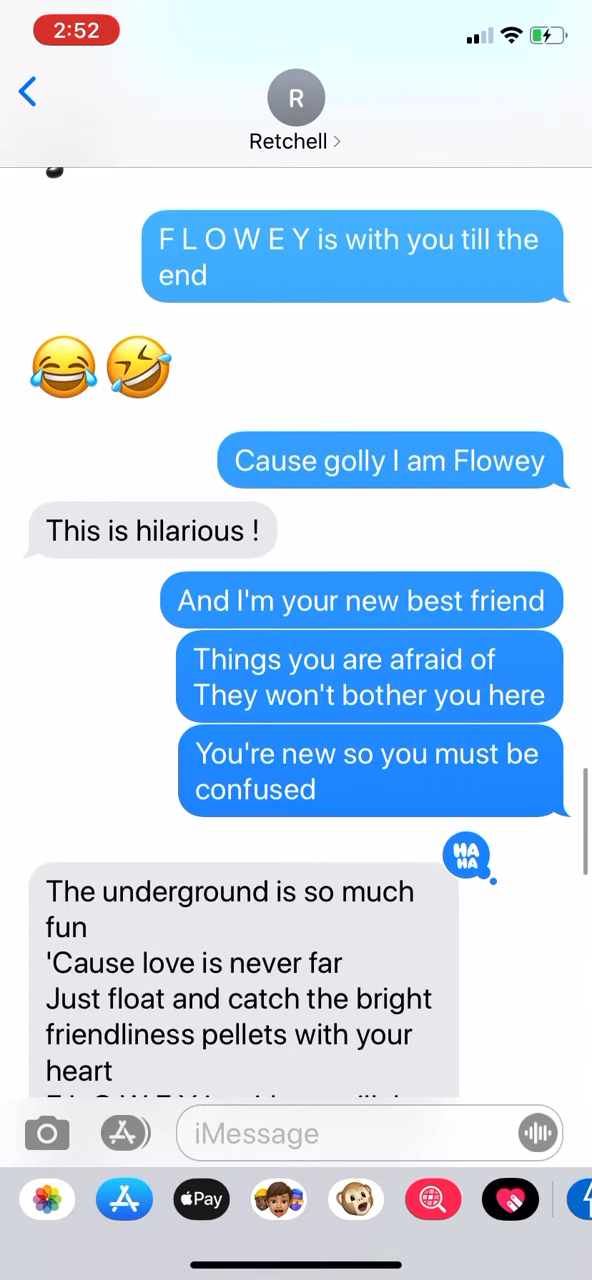 2:52
R
Retchell
F L O W E Y is with you till the
end
Cause golly I am Flowey
This is hilarious !
And I'm your new best friend
Things you are afraid of
They won't bother you here
You're new so you must be
confused
HA
HA
The underground is so much
fun
'Cause love is never far
Just float and catch the bright
friendliness pellets with your
heart
iMessage
Pay